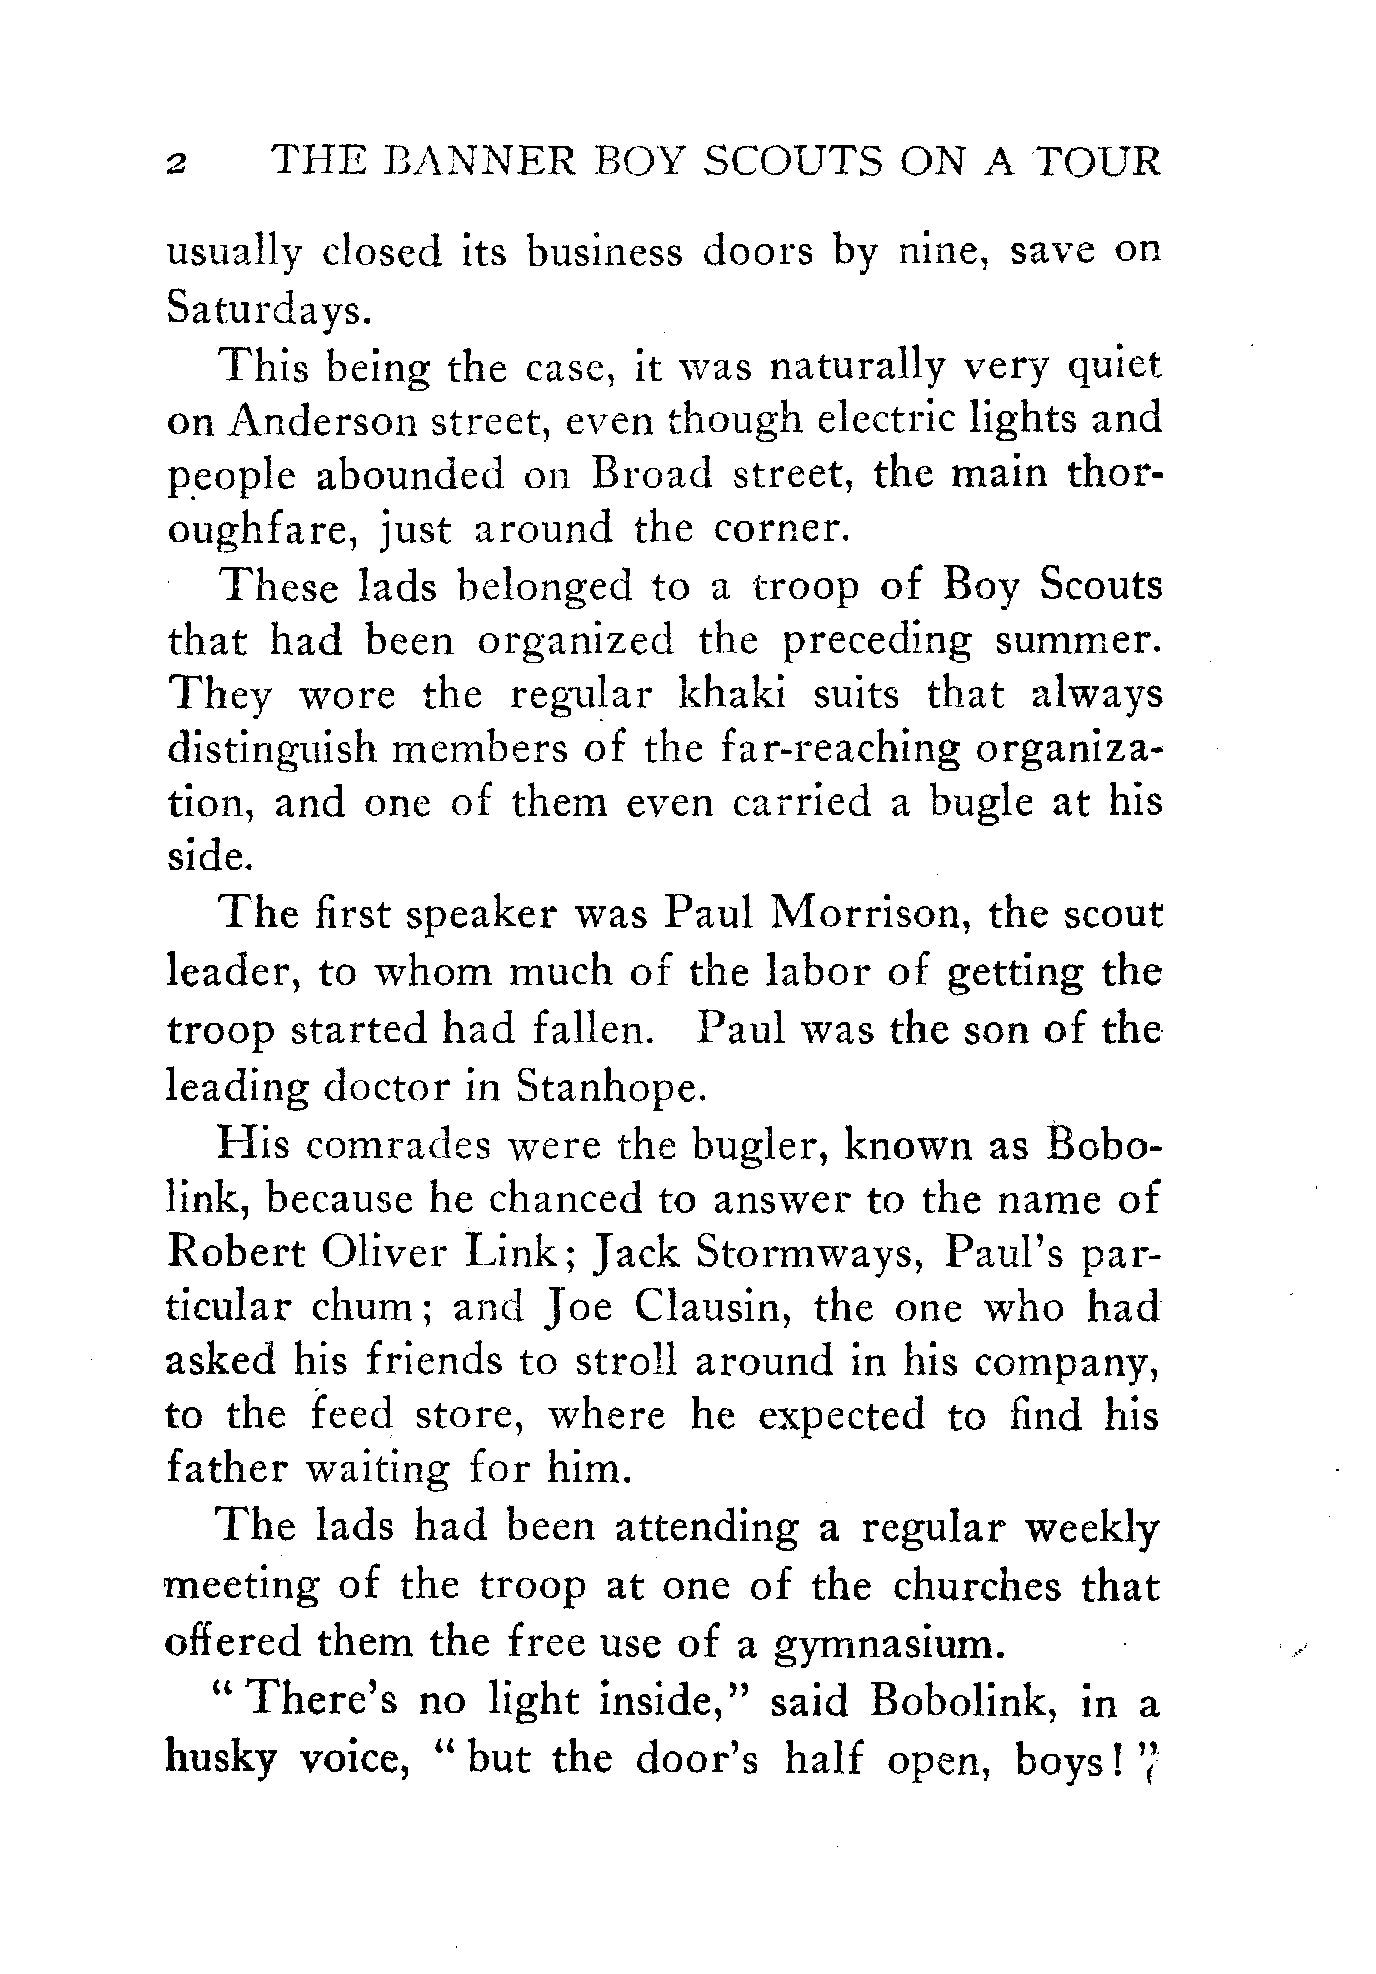 2 THE BANNER BOY SCOUTS ON A TOUR
usually closed its business doors by nine, save on
Saturdays.
This being the case, it was naturally very quiet
on Anderson street, even though electric lights and
people abounded on Broad street, the main thor-
oughfare, just around the corner.
These lads belonged to a troop of Boy Scouts
that had been organized the preceding summer.
They wore the regular khaki suits that always
distinguish members of the far-reaching organiza-
tion, and one of them even carried a bugle at his
side.
The first speaker was Paul Morrison, the scout
leader, to whom much of the labor of getting the
troop started had fallen. Paul was the son of the
leading doctor in Stanhope.
His comrades were the bugler, known as Bobo-
link, because he chanced to answer to the name of
Robert Oliver Link; Jack Stormways, Paul's par-
ticular chum; and Joe Clausin, the one who had
asked his friends to stroll around in his company,
to the feed store, where he expected to find his
father waiting for him.
The lads had been attending a regular weekly
meeting of the troop at one of the churches that
offered them the free use of a gymnasium.
" There's no light inside," said Bobolink, in a
husky voice, " but the door's half open, boys! "